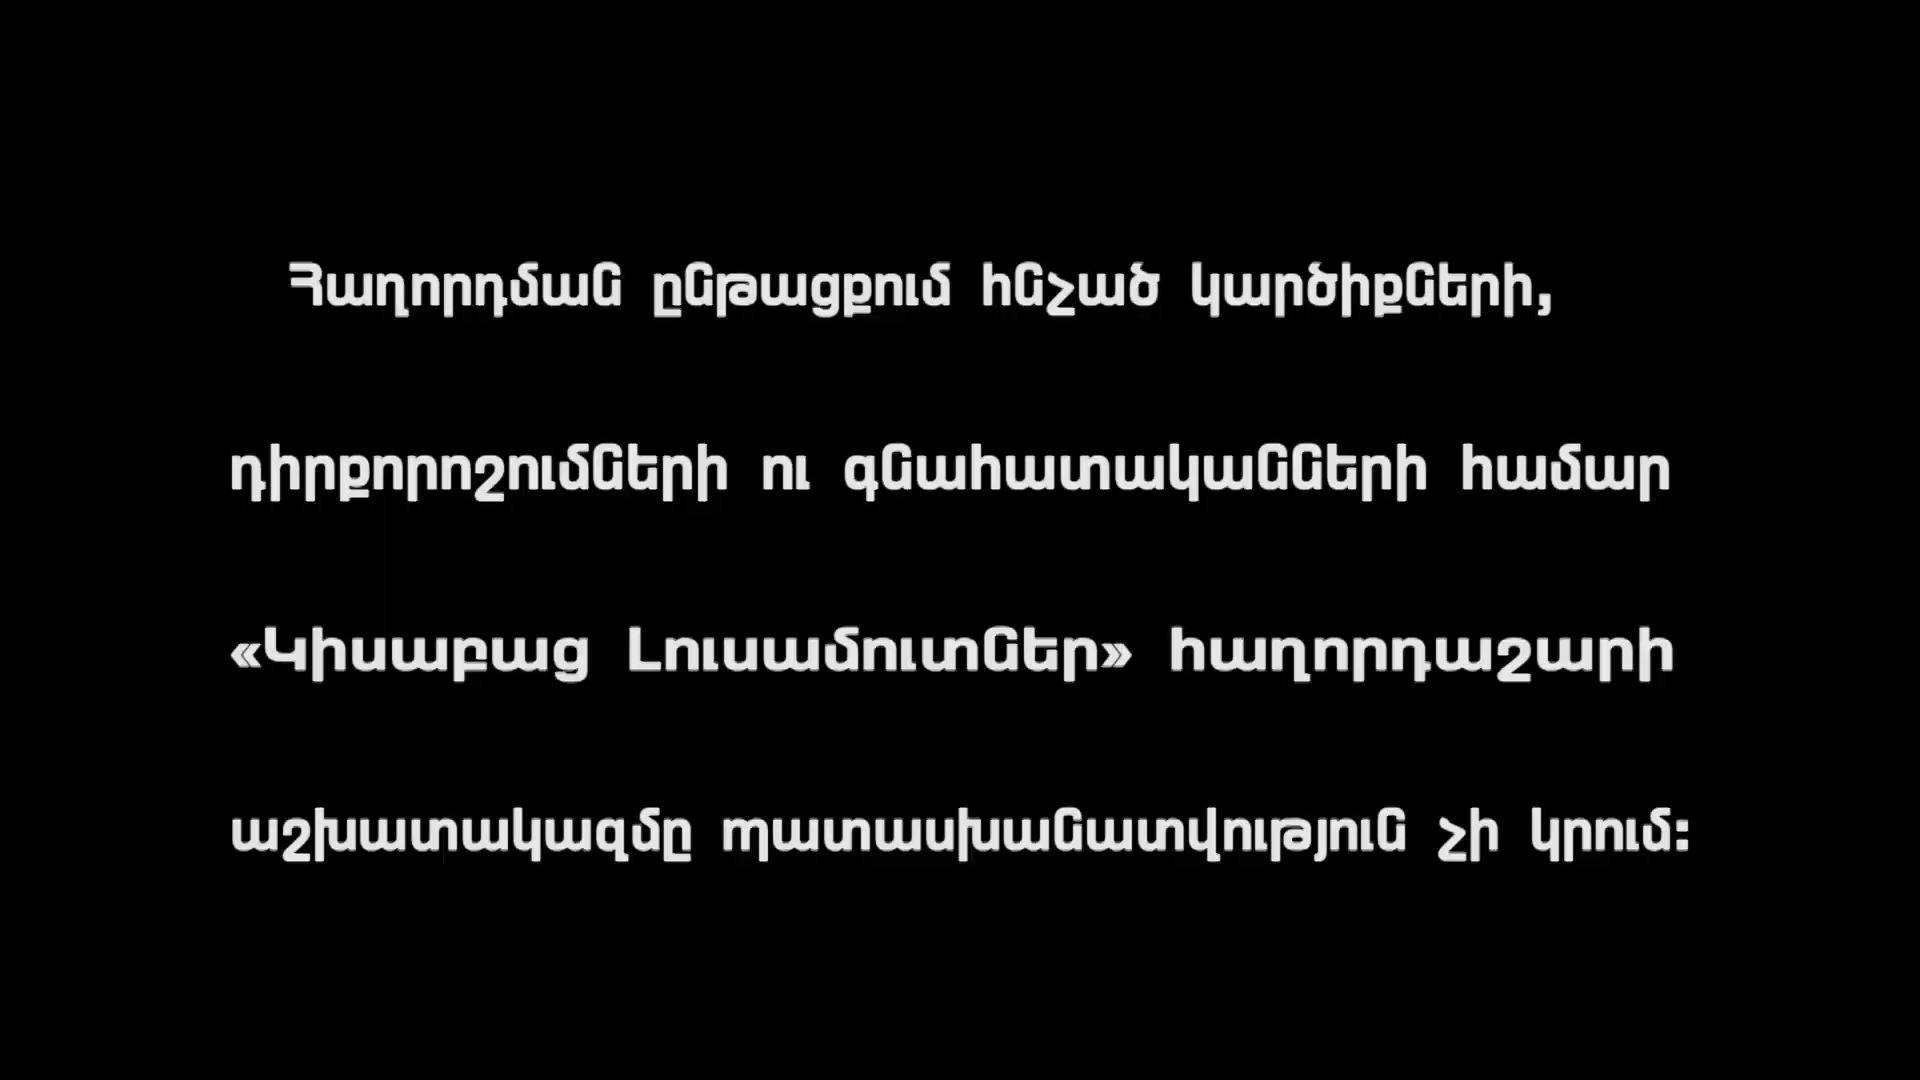 Հաղորդման ընթացքում հնչած կարծիքների,
դիրքորոշումների ու գնահատականների համար
«Կիսաբաց Լուսամուտներ» հաղորդաշարի
աշխատակազմը պատասխանատվություն չի կրում: